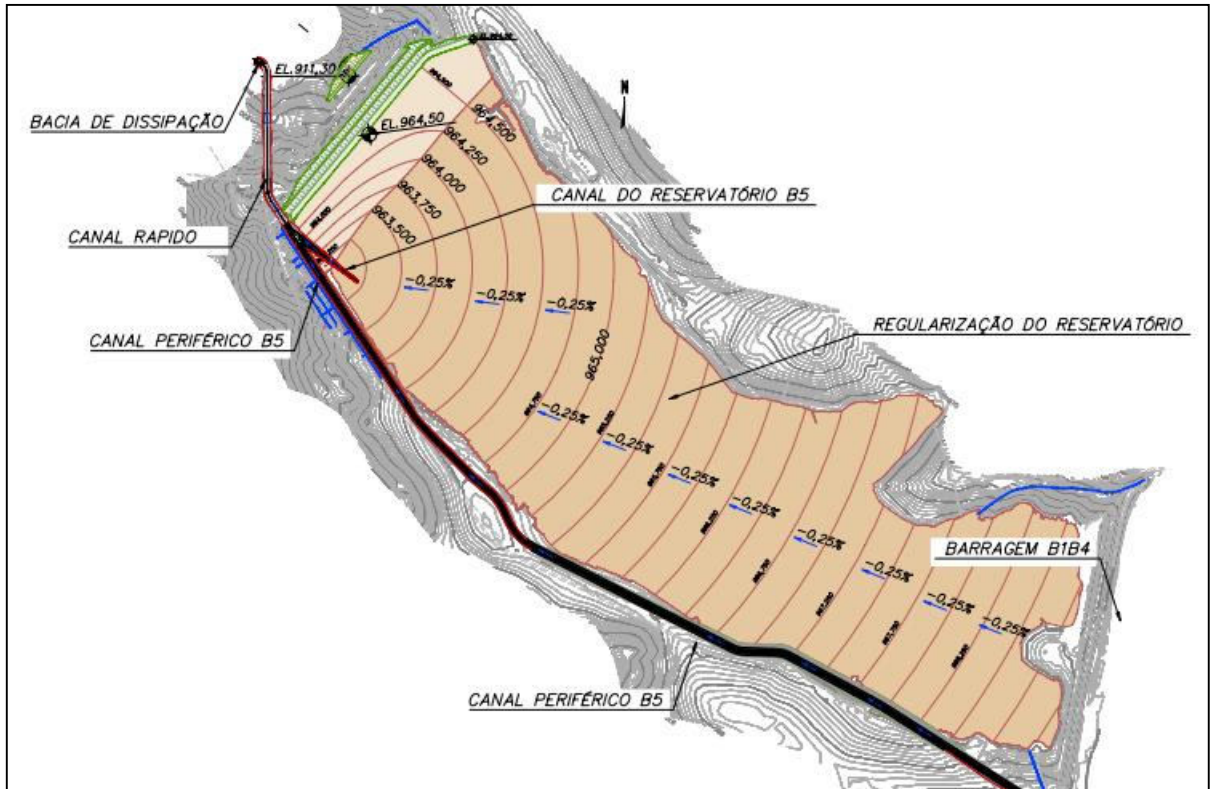 EL.911,30
BACIA DE DISSIPAÇÃO
N
EL.964,50
964,500
964,250
964,000
963,750
963,500
CANAL DO RESERVATÓRIO B5
CANAL RAPIDO
-0,25%
-0,25%
-0,25%
REGULARIZAÇÃO DO RESERVATÓRIO
CANAL PERIFÉRICO B5
965,000
-0,25%
-0,25%
-0,25%
-0,25%
-0,25%
BARRAGEM B1B4
-0,25%
-0,25%
-0,25%
CANAL PERIFÉRICO B5